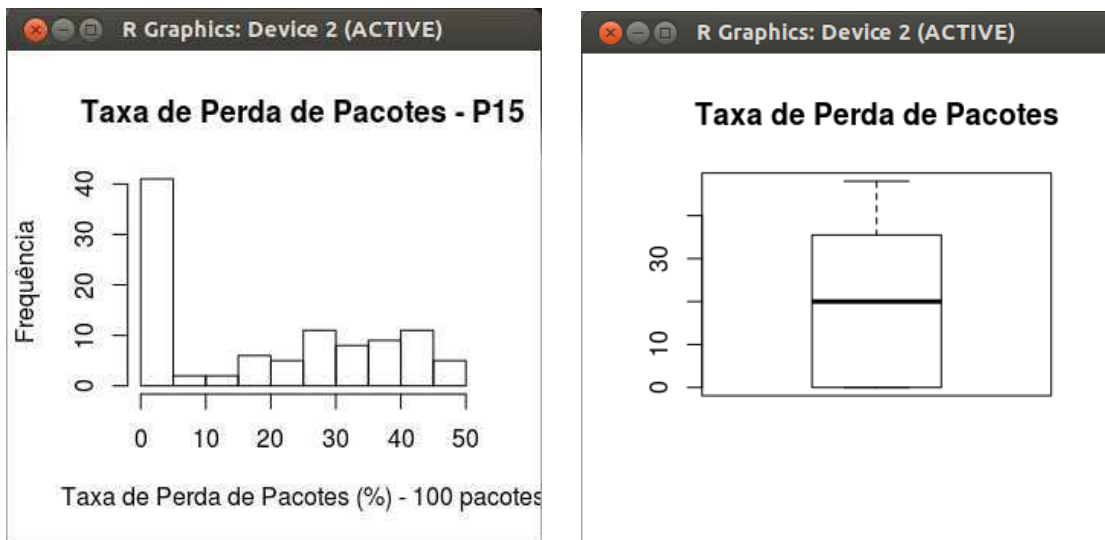 R Graphics: Device 2 (ACTIVE)
Taxa de Perda de Pacotes - P15
Frequência
40
30
20
10
0
0 10 20 30 40 50
Taxa de Perda de Pacotes (%) - 100 pacotes
R Graphics: Device 2 (ACTIVE)
Taxa de Perda de Pacotes
30
10
0